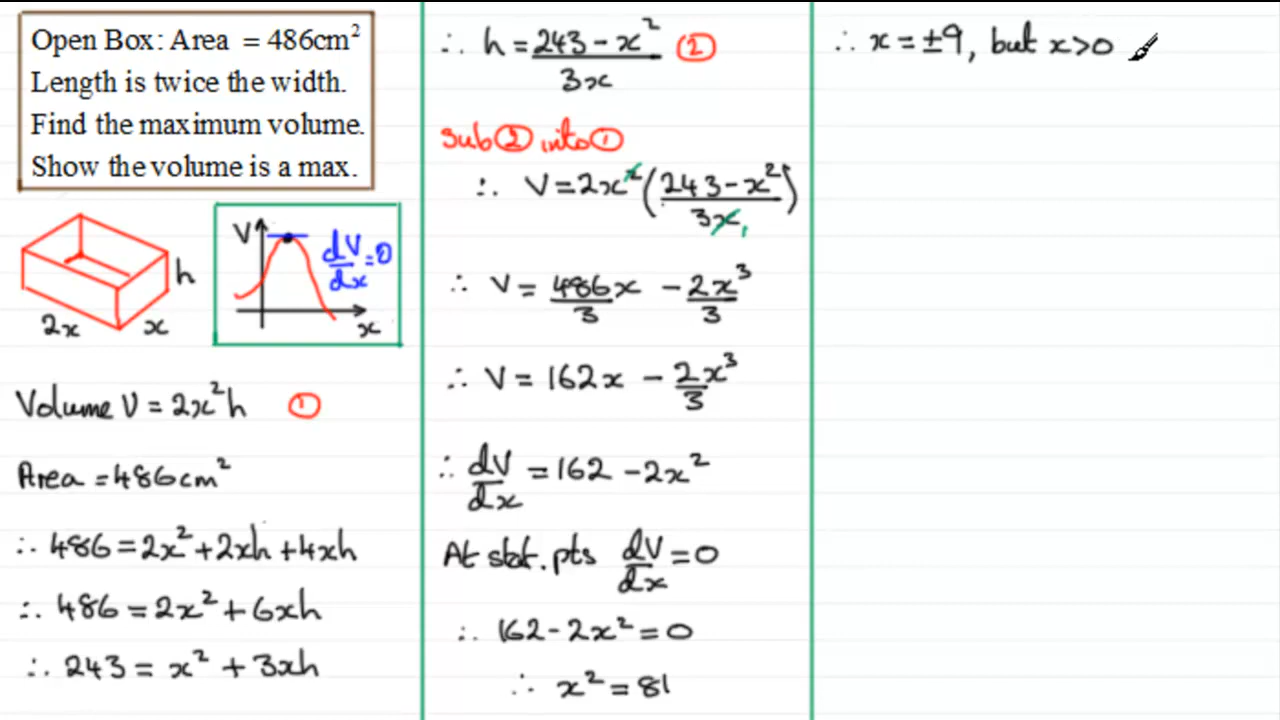 Open Box: Area = 486cm²
Length is twice the width.
Find the maximum volume.
Show the volume is a max.
h
2x
x
V
dV/dx = 0
x
Volume V = 2x²h ①
Area = 486cm²
∴ 486 = 2x² + 2xh + 4xh
∴ 486 = 2x² + 6xh
∴ 243 = x² + 3xh
∴ h = (243 - x²)/3x ②
Sub ② into ①
∴ V = 2x²((243 - x²)/3x) 1
∴ V = 486x/3 - 2x³/3
∴ V = 162x - 2x³/3
∴ dV/dx = 162 - 2x²
At stat. pts dV/dx = 0
∴ 162 - 2x² = 0
∴ x² = 81
∴ x = ±9, but x>0